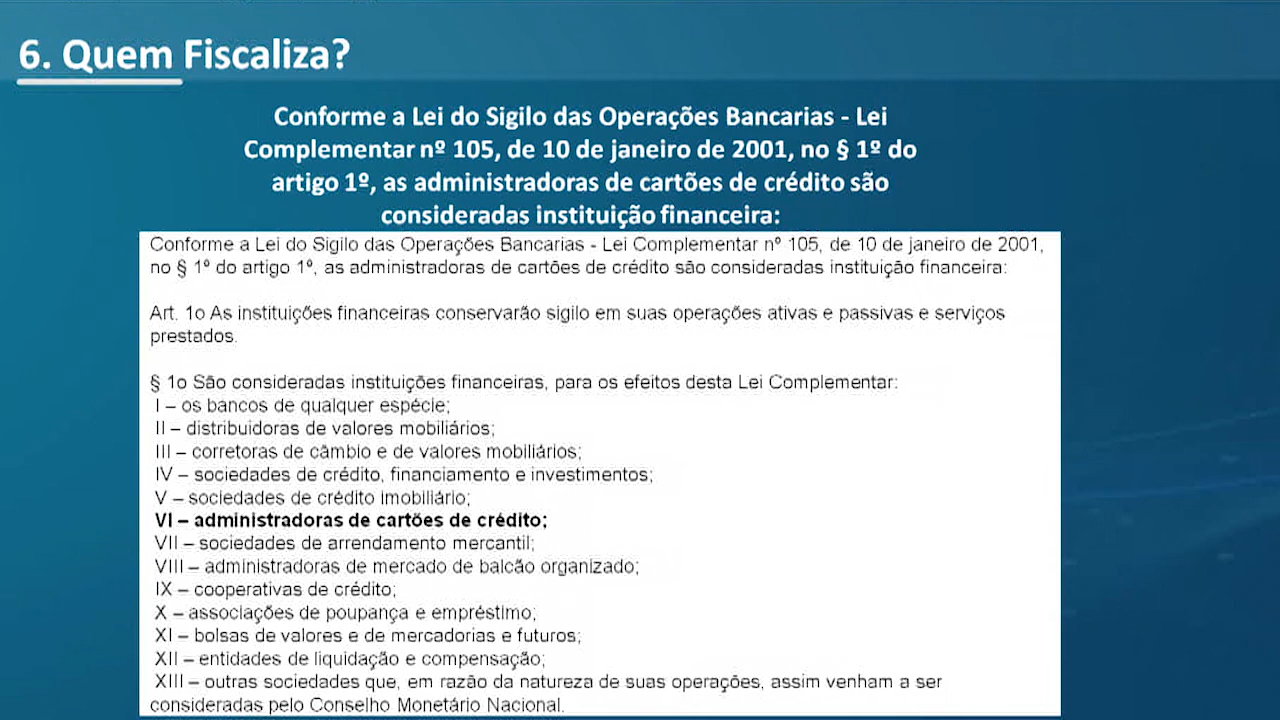 6. Quem Fiscaliza?
Conforme a Lei do Sigilo das Operações Bancarias - Lei
Complementar nº 105, de 10 de janeiro de 2001, no § 1º do
artigo 1º, as administradoras de cartões de crédito são
consideradas instituição financeira:
Conforme a Lei do Sigilo das Operações Bancarias - Lei Complementar nº 105, de 10 de janeiro de 2001,
no § 1º do artigo 1º, as administradoras de cartões de crédito são consideradas instituição financeira:
Art. 1o As instituições financeiras conservarão sigilo em suas operações ativas e passivas e serviços
prestados.
§ 1o São consideradas instituições financeiras, para os efeitos desta Lei Complementar:
I – os bancos de qualquer espécie;
II – distribuidoras de valores mobiliários;
III – corretoras de câmbio e de valores mobiliários;
IV – sociedades de crédito, financiamento e investimentos;
V – sociedades de crédito imobiliário;
VI – administradoras de cartões de crédito;
VII – sociedades de arrendamento mercantil;
VIII – administradoras de mercado de balcão organizado;
IX – cooperativas de crédito;
X – associações de poupança e empréstimo;
XI – bolsas de valores e de mercadorias e futuros;
XII – entidades de liquidação e compensação;
XIII – outras sociedades que, em razão da natureza de suas operações, assim venham a ser
consideradas pelo Conselho Monetário Nacional.